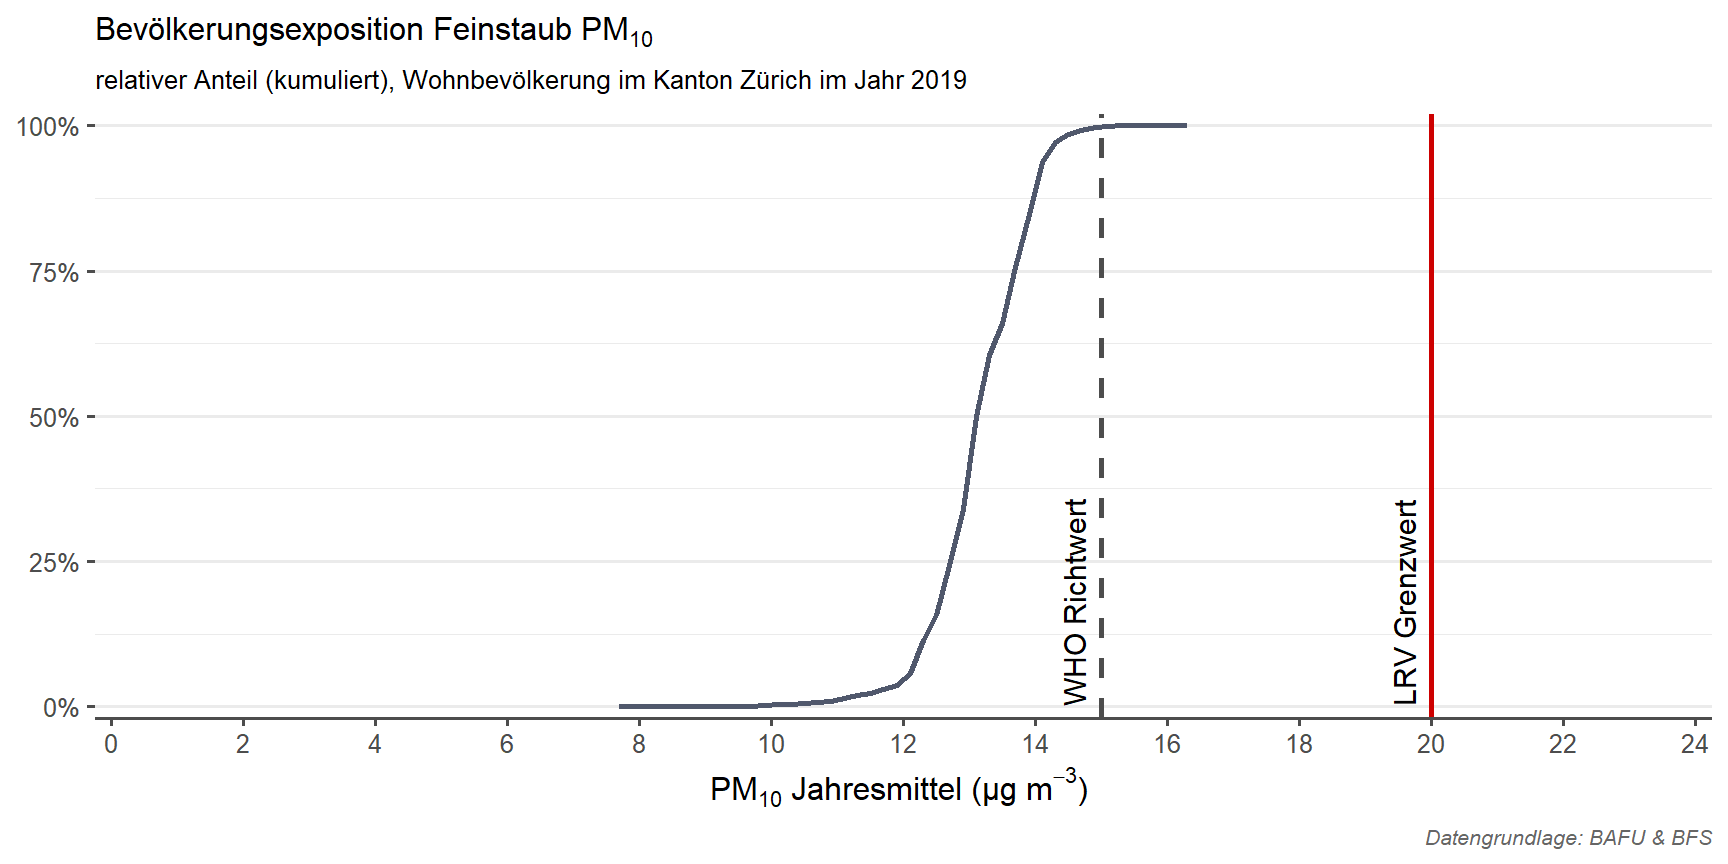 Bevölkerungsexposition Feinstaub PM₁₀
relativer Anteil (kumuliert), Wohnbevölkerung im Kanton Zürich im Jahr 2019
100%
75%
50%
25%
0%
WHO Richtwert
LRV Grenzwert
0 2 4 6 8 10 12 14 16 18 20 22 24
PM₁₀ Jahresmittel (µg m⁻³)
Datengrundlage: BAFU & BFS